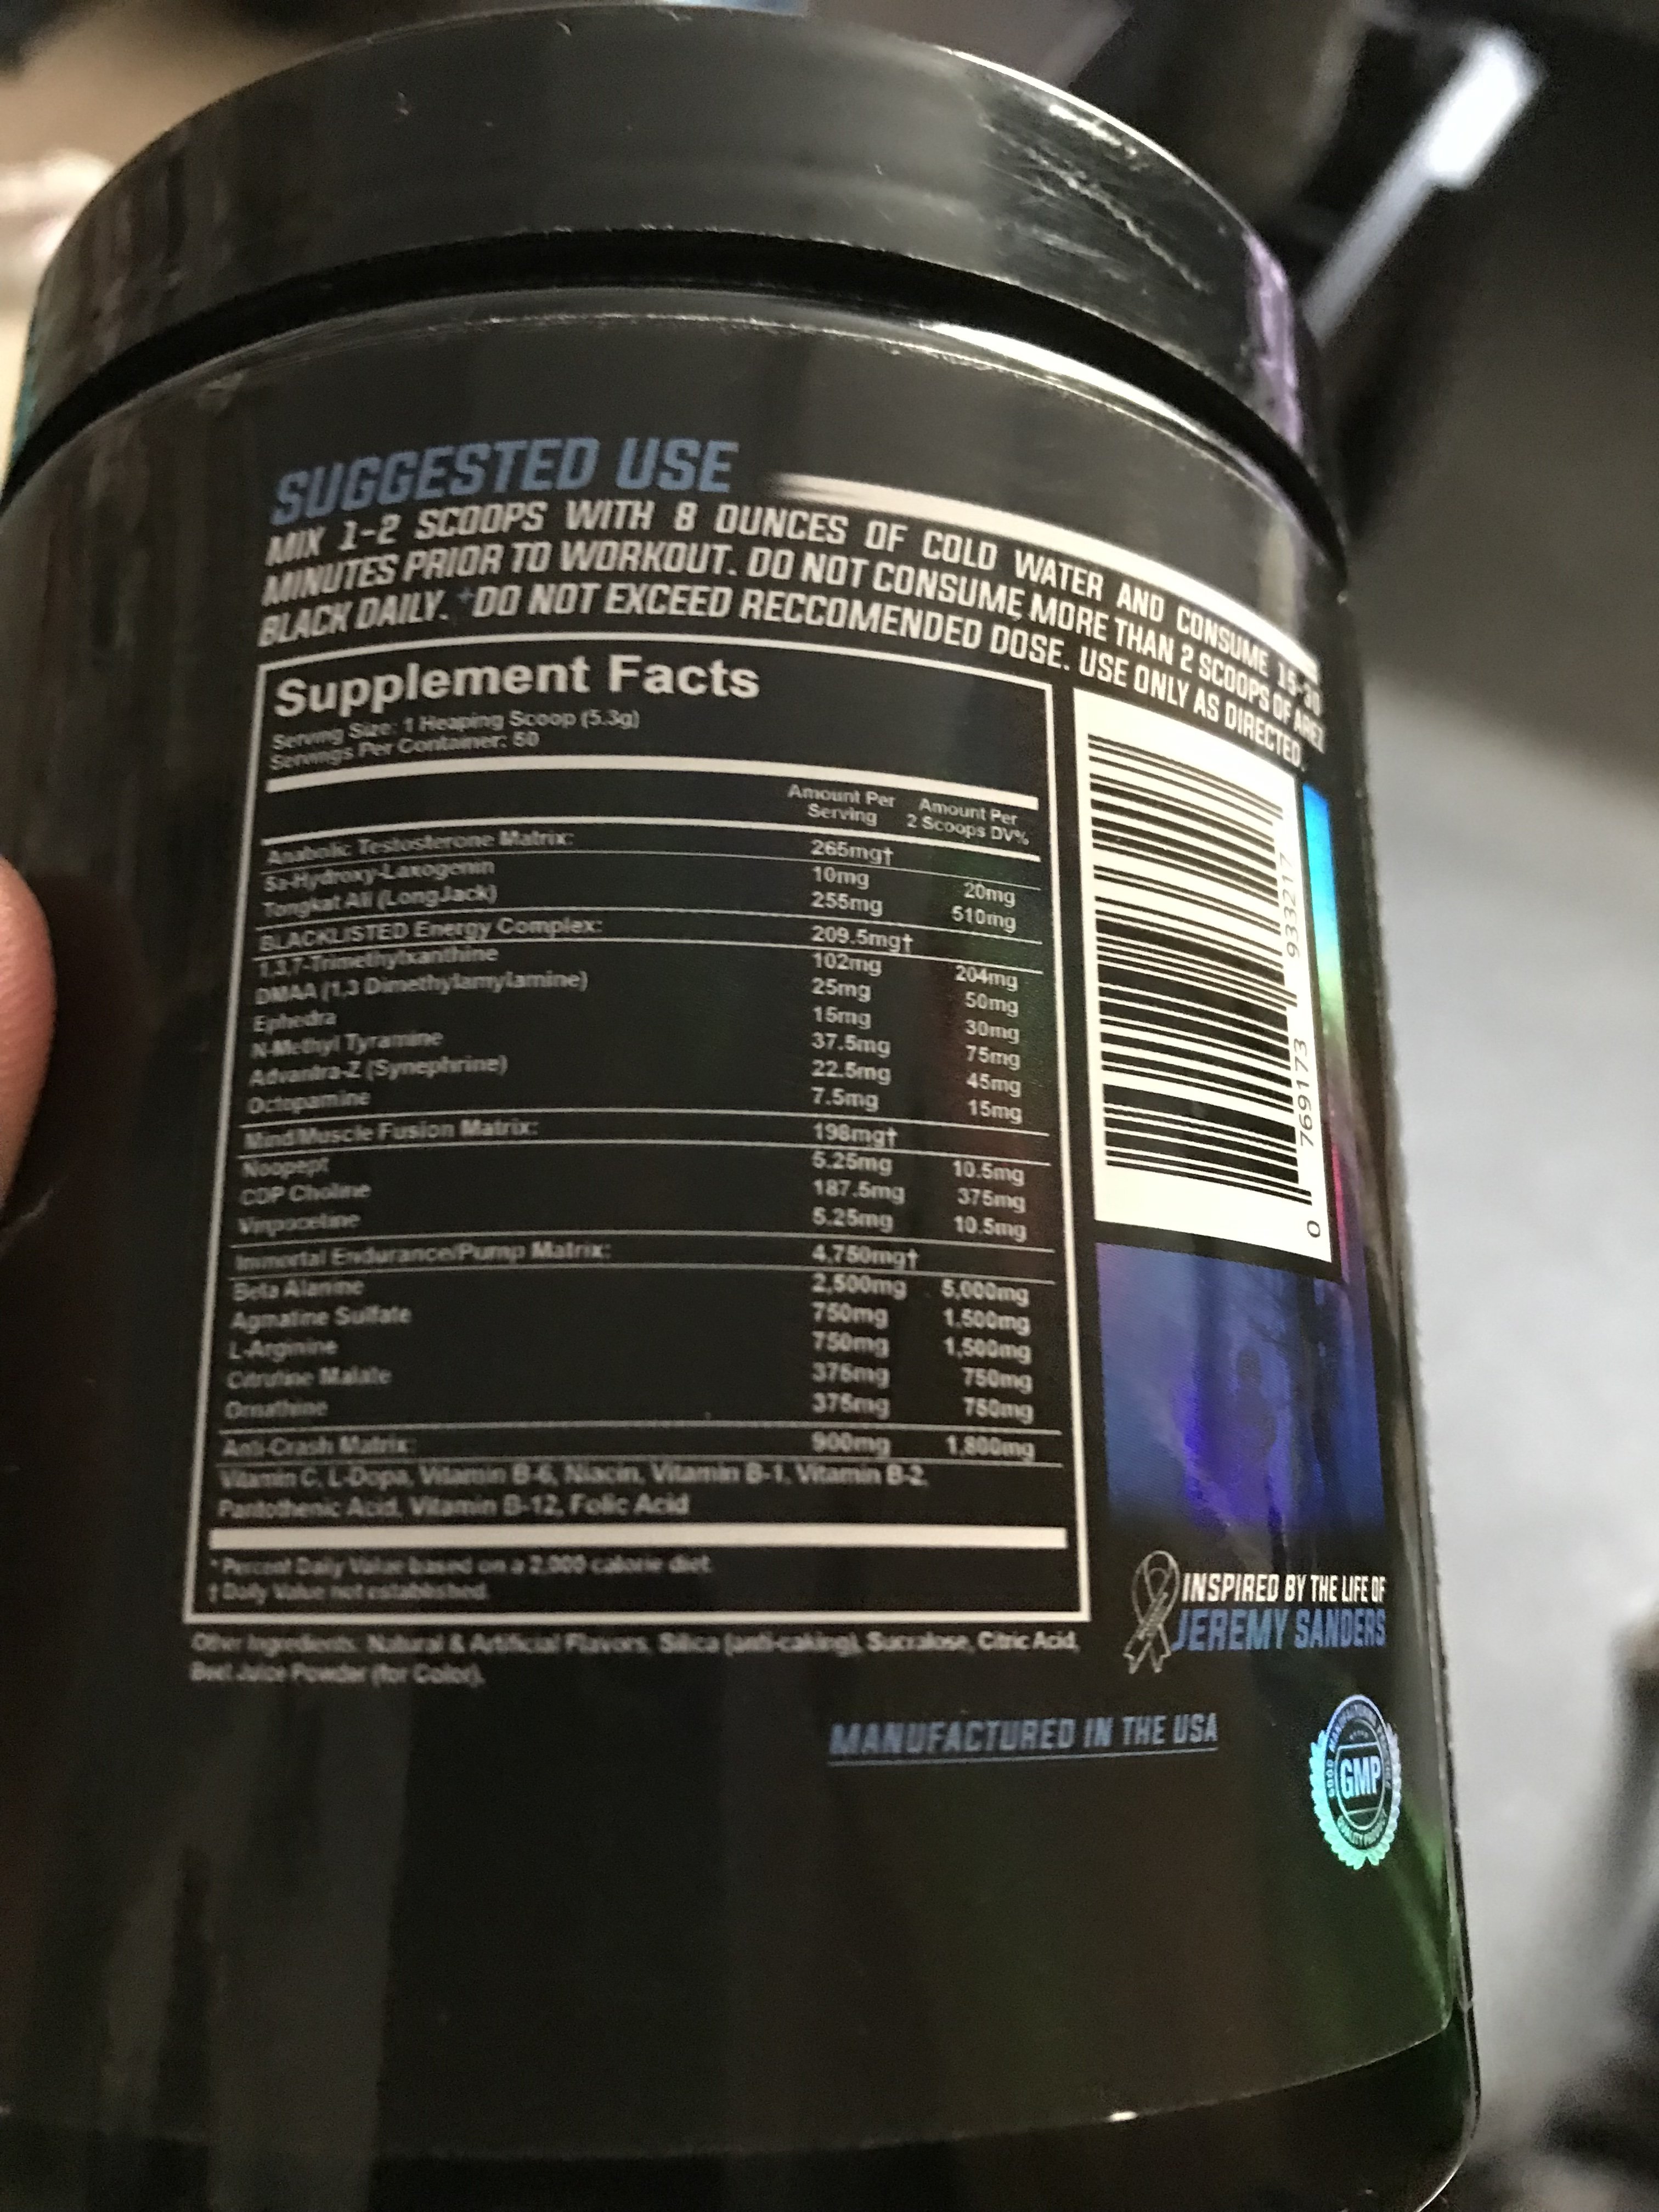 SUGGESTED USE
MIX 1-2 SCOOPS WITH 8 OUNCES OF COLD WATER AND CONSUME 15-30
MINUTES PRIOR TO WORKOUT. DO NOT CONSUME MORE THAN 2 SCOOPS OF AREZ
BLACK DAILY. *DO NOT EXCEED RECCOMENDED DOSE. USE ONLY AS DIRECTED.
Supplement Facts
Serving Size: 1 Heaping Scoop (5.3g)
Servings Per Container: 50
Amount Per Serving Amount Per 2 Scoops DV%
Anabolic Testosterone Matrix: 265mg†
5a-Hydroxy-Laxogenin 10mg 20mg
Tongkat Ali (LongJack) 255mg 510mg
BLACKLISTED Energy Complex: 209.5mg†
1,3,7-Trimethylxanthine 102mg 204mg
DMAA (1,3 Dimethylamylamine) 25mg 50mg
Ephedra 15mg 30mg
N-Methyl Tyramine 37.5mg 75mg
Advantra-Z (Synephrine) 22.5mg 45mg
Octopamine 7.5mg 15mg
Mind/Muscle Fusion Matrix: 198mg†
Noopept 5.25mg 10.5mg
CDP Choline 187.5mg 375mg
Vinpocetine 5.25mg 10.5mg
Immortal Endurance/Pump Matrix: 4,750mg†
Beta Alanine 2,500mg 5,000mg
Agmatine Sulfate 750mg 1,500mg
L-Arginine 750mg 1,500mg
Citrulline Malate 375mg 750mg
Ornathine 375mg 750mg
Anti-Crash Matrix: 900mg 1,800mg
Vitamin C, L-Dopa, Vitamin B-6, Niacin, Vitamin B-1, Vitamin B-2,
Pantothenic Acid, Vitamin B-12, Folic Acid
* Percent Daily Value based on a 2,000 calorie diet.
† Daily Value not established.
Other Ingredients: Natural & Artificial Flavors, Silica (anti-caking), Sucralose, Citric Acid,
Beet Juice Powder (for Color).
0 769173 933217
INSPIRED BY THE LIFE OF
JEREMY SANDERS
MANUFACTURED IN THE USA
GMP